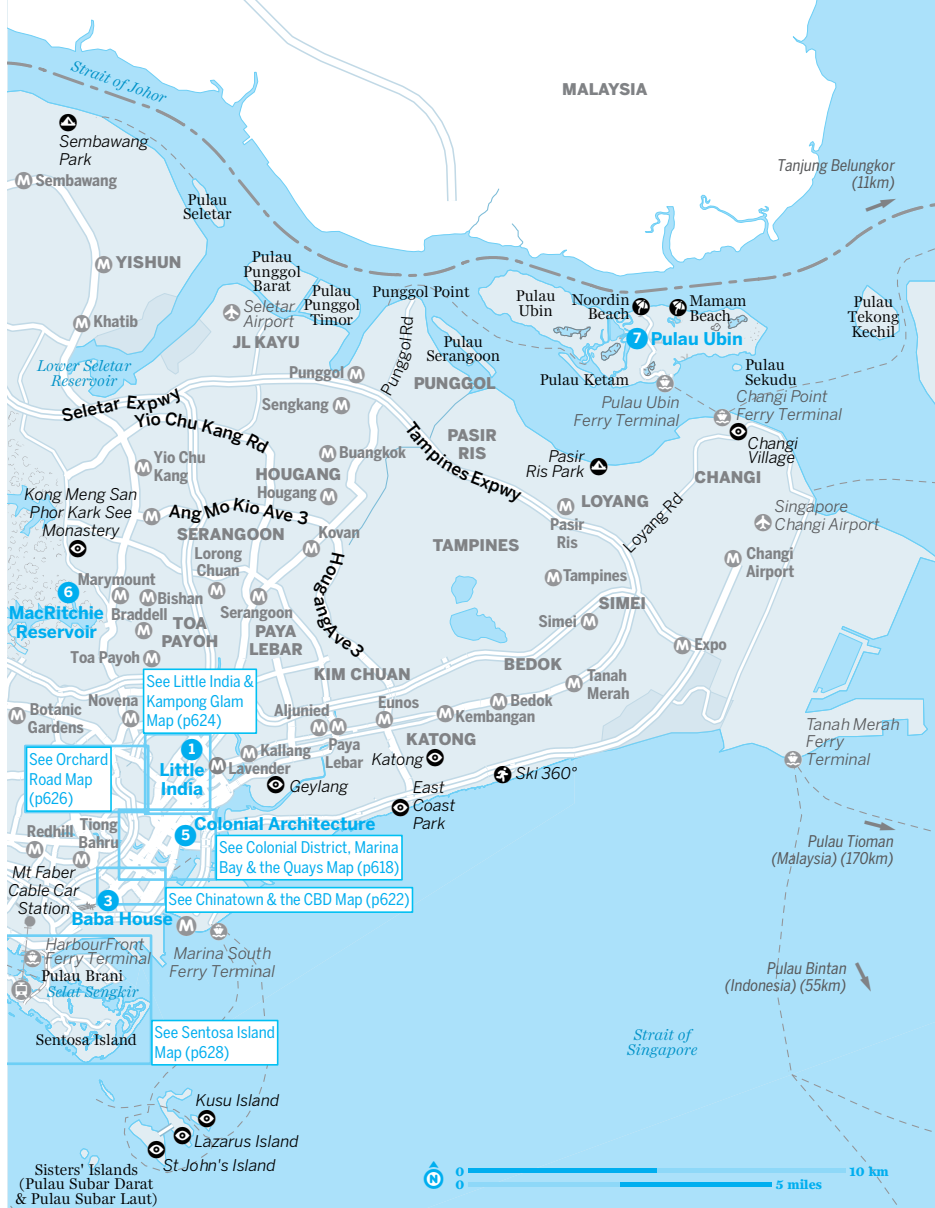 MALAYSIA
Strait of Johor
Sembawang
Park
Sembawang
Tanjung Belungkor
(11km)
Pulau
Seletar
YISHUN
Pulau
Punggol
Barat
Pulau
Punggol
Timor
Punggol Point
Pulau
Ubin
Noordin
Beach
Mamam
Beach
Pulau
Tekong
Kechil
Khatib
Seletar
Airport
JL KAYU
7 Pulau Ubin
Pulau
Serangoon
Punggol Rd
Lower Seletar
Reservoir
Punggol
PUNGGOL
Pulau Ketam
Pulau
Sekudu
Seletar Expwy
Sengkang
Pulau Ubin
Ferry Terminal
Changi Point
Ferry Terminal
Yio Chu Kang Rd
Tampines Expwy
PASIR
RIS
Changi
Village
Yio Chu
Kang
Buangkok
HOUGANG
Pasir
Ris Park
CHANGI
Kong Meng San
Phor Kark See
Monastery
Hougang
LOYANG
Ang Mo Kio Ave 3
Loyang Rd
Singapore
Changi Airport
SERANGOON
Kovan
Pasir
Ris
Lorong
Chuan
TAMPINES
Hougang Ave 3
Changi
Airport
Marymount
Tampines
6
MacRitchie
Reservoir
Bishan
Braddell
Serangoon
SIMEI
TOA
PAYOH
PAYA
LEBAR
Simei
Expo
Toa Payoh
KIM CHUAN
BEDOK
See Little India &
Kampong Glam
Map (p624)
Tanah
Merah
Novena
Botanic
Gardens
Aljunied
Eunos
Bedok
Kembangan
Tanah Merah
Ferry
Terminal
See Orchard
Road Map
(p626)
1
Little
India
Kallang
Lavender
Paya
Lebar
KATONG
Katong
Ski 360°
Geylang
East
Coast
Park
Redhill
Tiong
Bahru
5 Colonial Architecture
See Colonial District, Marina
Bay & the Quays Map (p618)
Pulau Tioman
(Malaysia) (170km)
Mt Faber
Cable Car
Station
3
Baba House
See Chinatown & the CBD Map (p622)
HarbourFront
Ferry Terminal
Marina South
Ferry Terminal
Pulau Brani
Selat Sengkir
Pulau Bintan
(Indonesia) (55km)
Sentosa Island
See Sentosa Island
Map (p628)
Strait of
Singapore
Kusu Island
Lazarus Island
St John's Island
Sisters' Islands
(Pulau Subar Darat
& Pulau Subar Laut)
N
0 10 km
0 5 miles